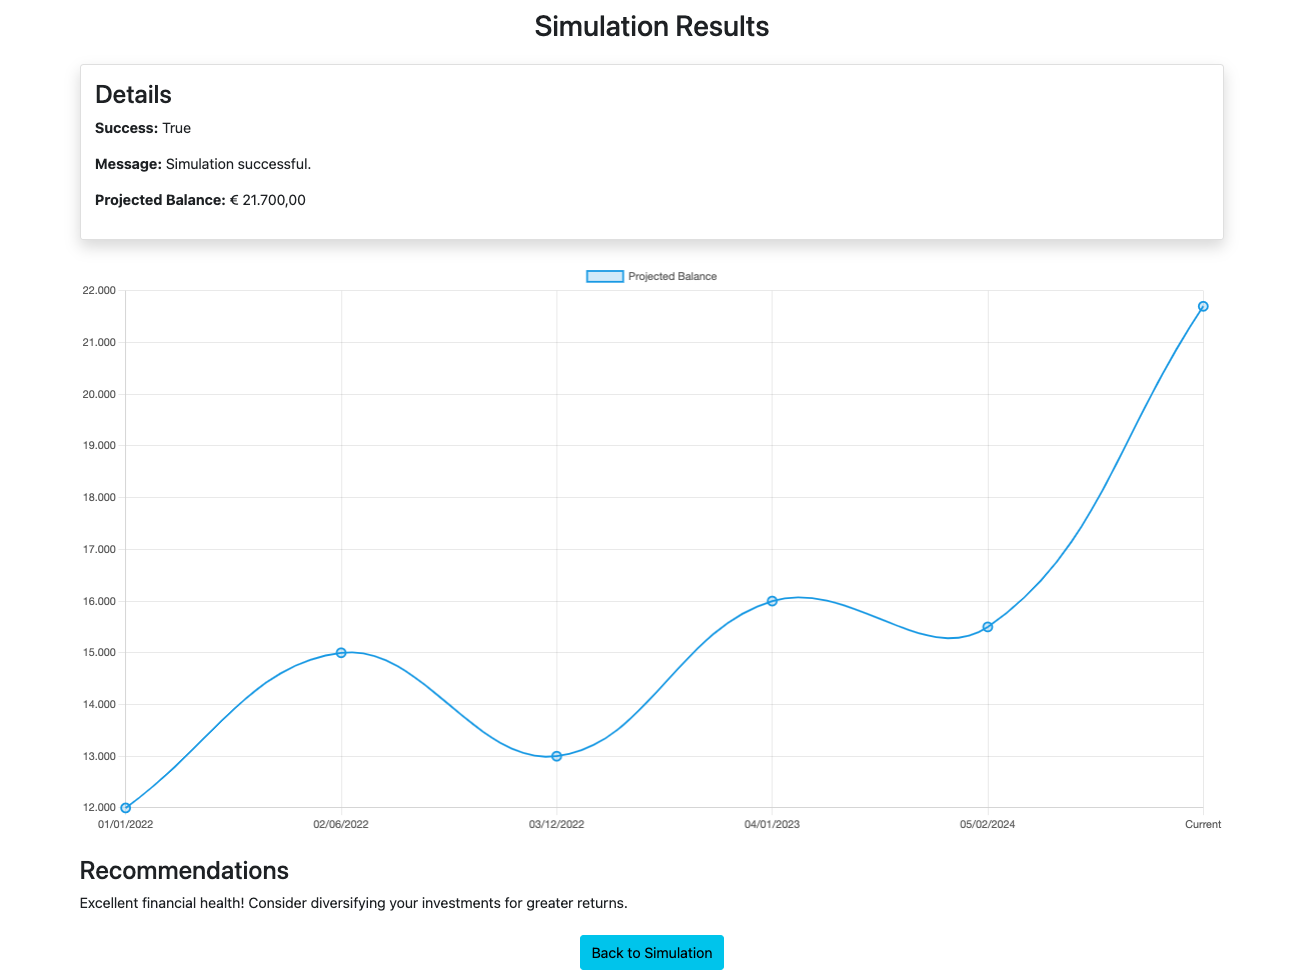 Simulation Results
Details
Success: True
Message: Simulation successful.
Projected Balance: € 21.700,00
Projected Balance
22.000
21.000
20.000
19.000
18.000
17.000
16.000
15.000
14.000
13.000
12.000
01/01/2022 02/06/2022 03/12/2022 04/01/2023 05/02/2024 Current
Recommendations
Excellent financial health! Consider diversifying your investments for greater returns.
Back to Simulation